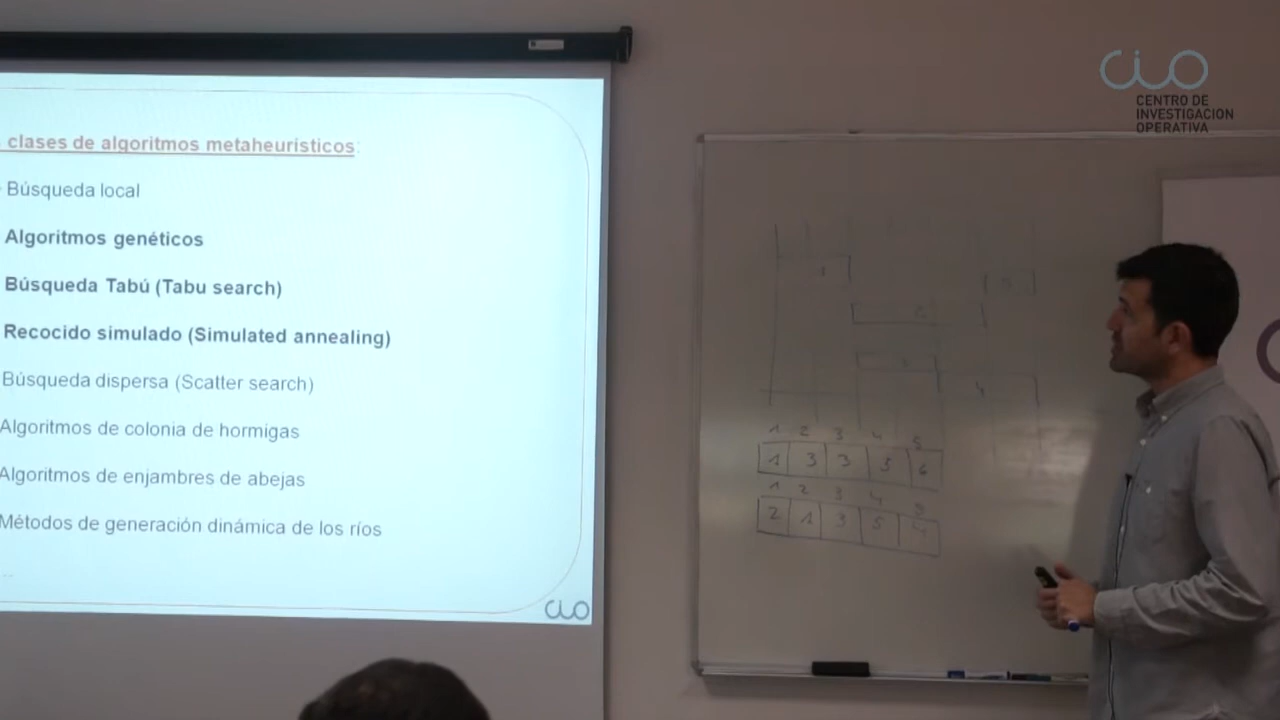 clases de algoritmos metaheurísticos:
Búsqueda local
Algoritmos genéticos
Búsqueda Tabú (Tabu search)
Recocido simulado (Simulated annealing)
Búsqueda dispersa (Scatter search)
Algoritmos de colonia de hormigas
Algoritmos de enjambres de abejas
Métodos de generación dinámica de los ríos
...
CIO
CIO
CENTRO DE
INVESTIGACION
OPERATIVA
1 2 3 4 5
1 3 3 5 6
1 2 3 4 5
2 1 3 5 4